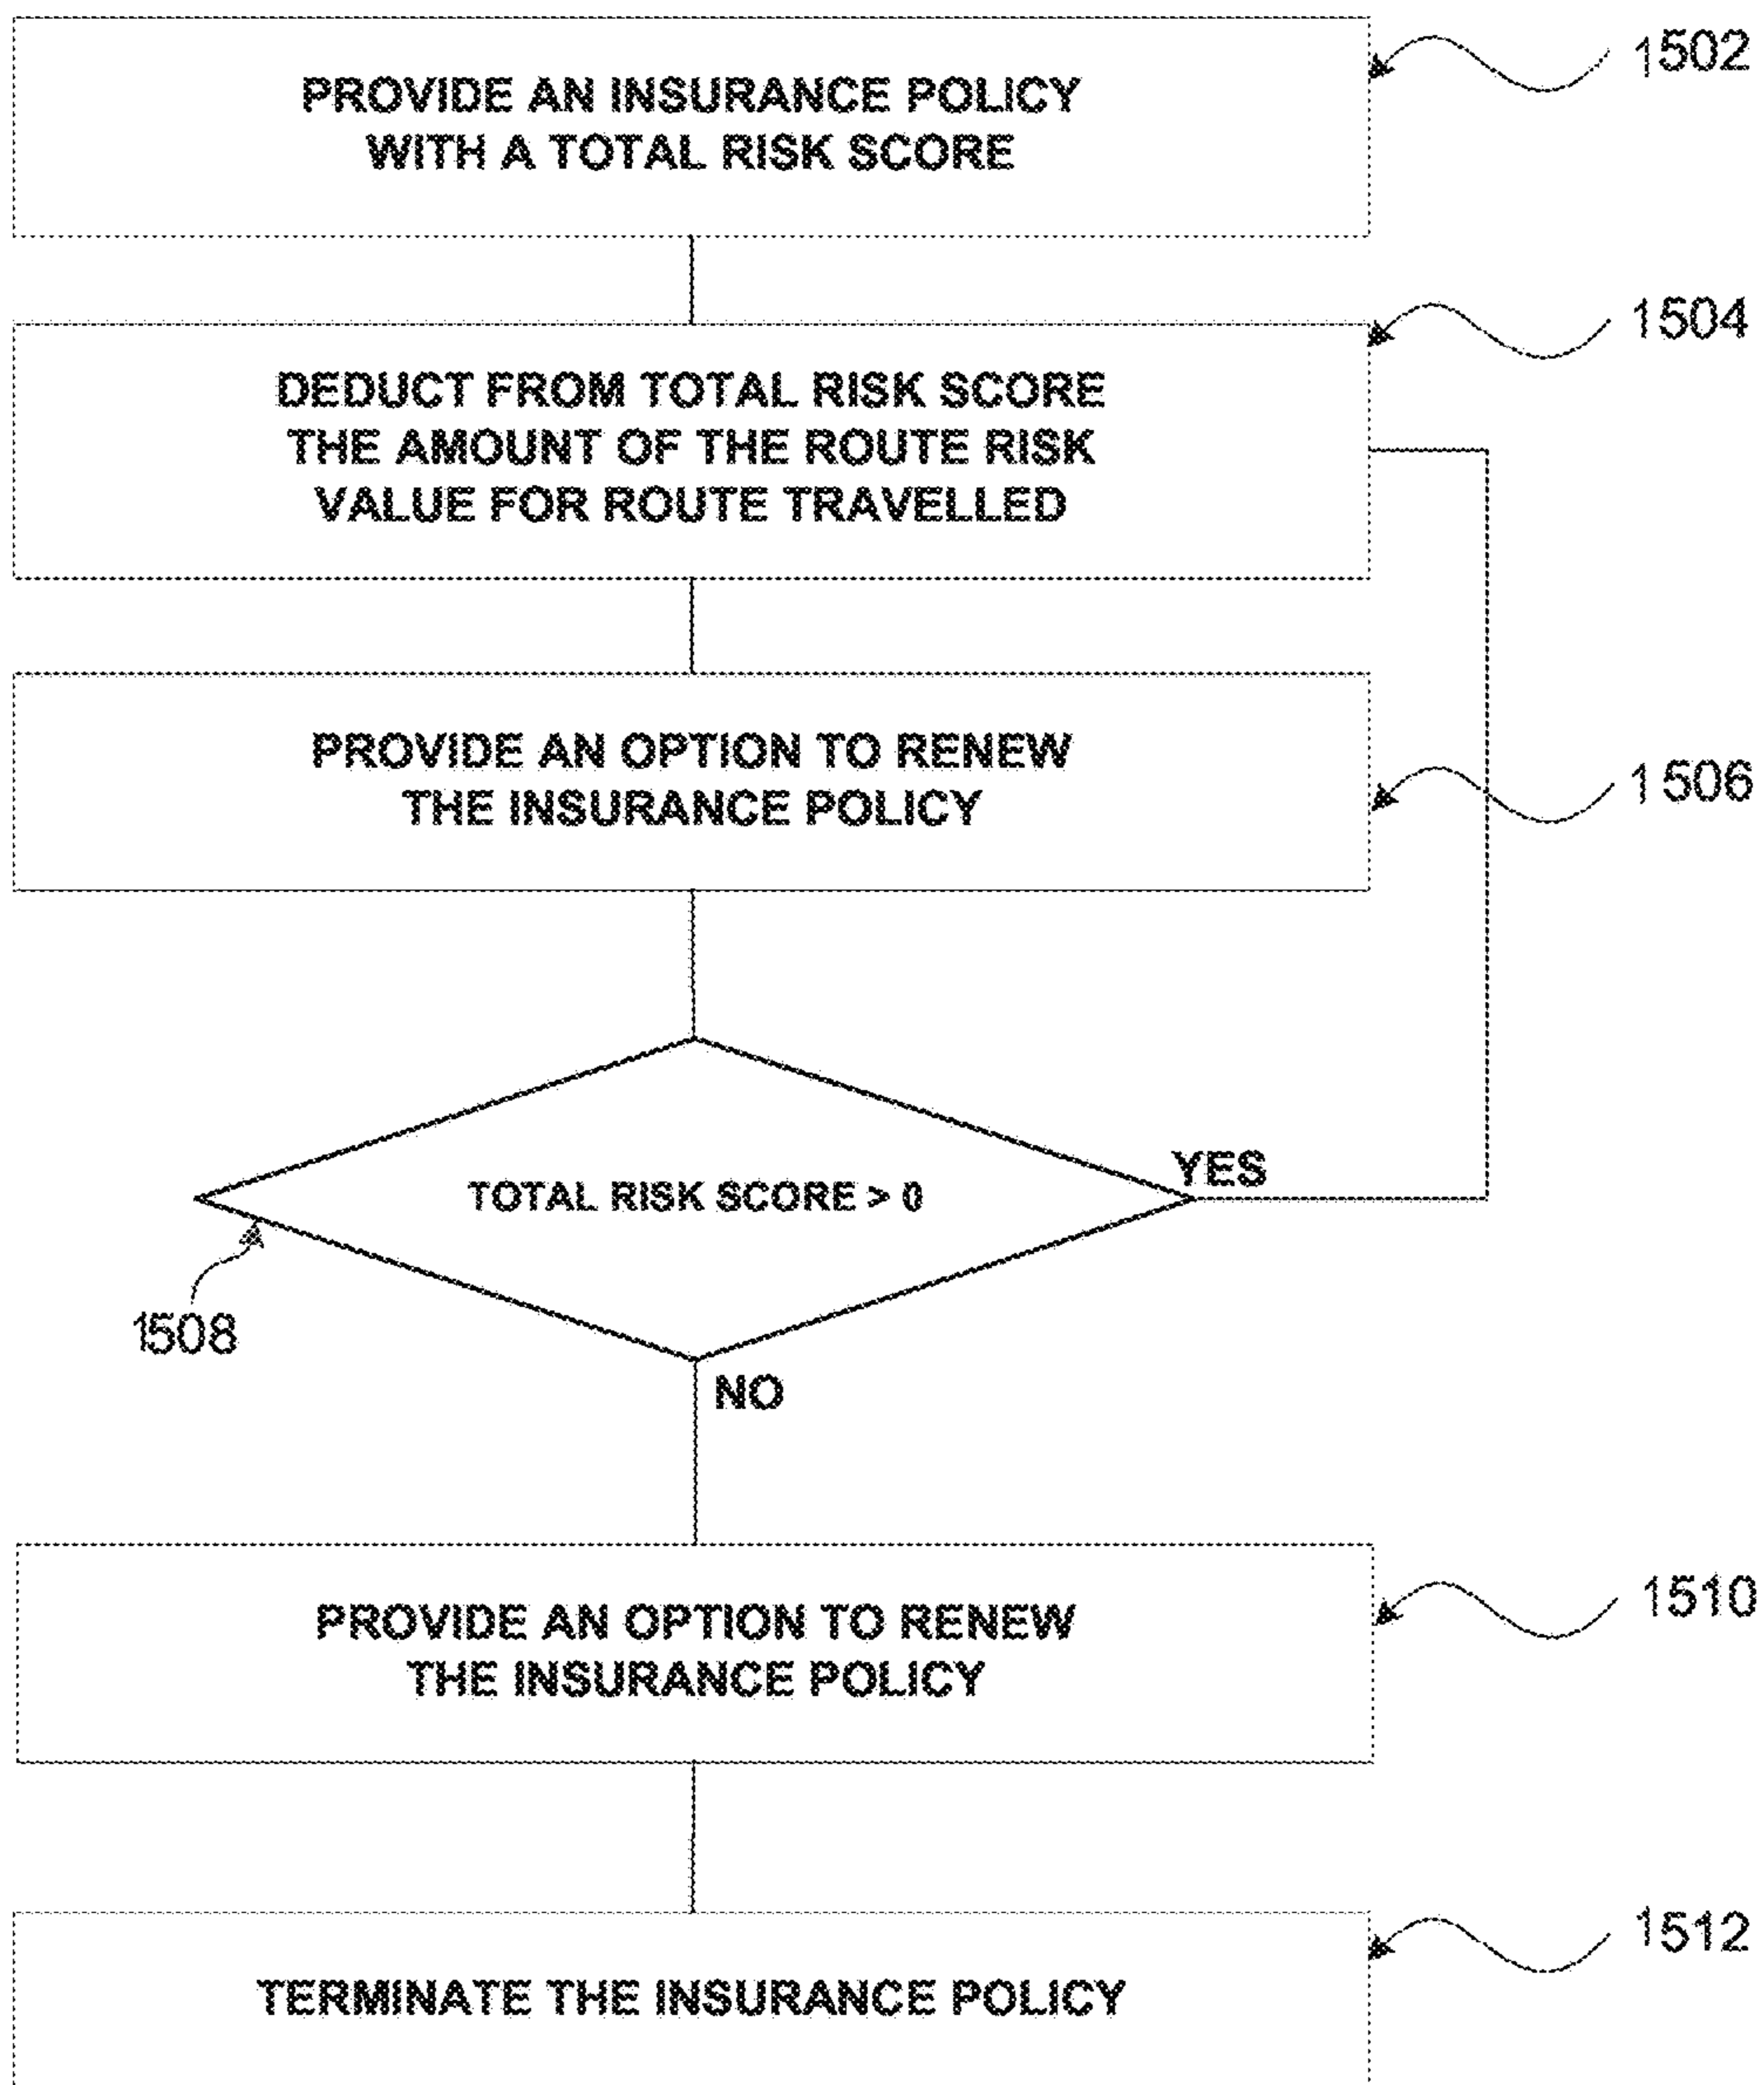 PROVIDE AN INSURANCE POLICY
WITH A TOTAL RISK SCORE
1502
DEDUCT FROM TOTAL RISK SCORE
THE AMOUNT OF THE ROUTE RISK
VALUE FOR ROUTE TRAVELLED
1504
PROVIDE AN OPTION TO RENEW
THE INSURANCE POLICY
1506
TOTAL RISK SCORE > 0
YES
1508
NO
PROVIDE AN OPTION TO RENEW
THE INSURANCE POLICY
1510
TERMINATE THE INSURANCE POLICY
1512